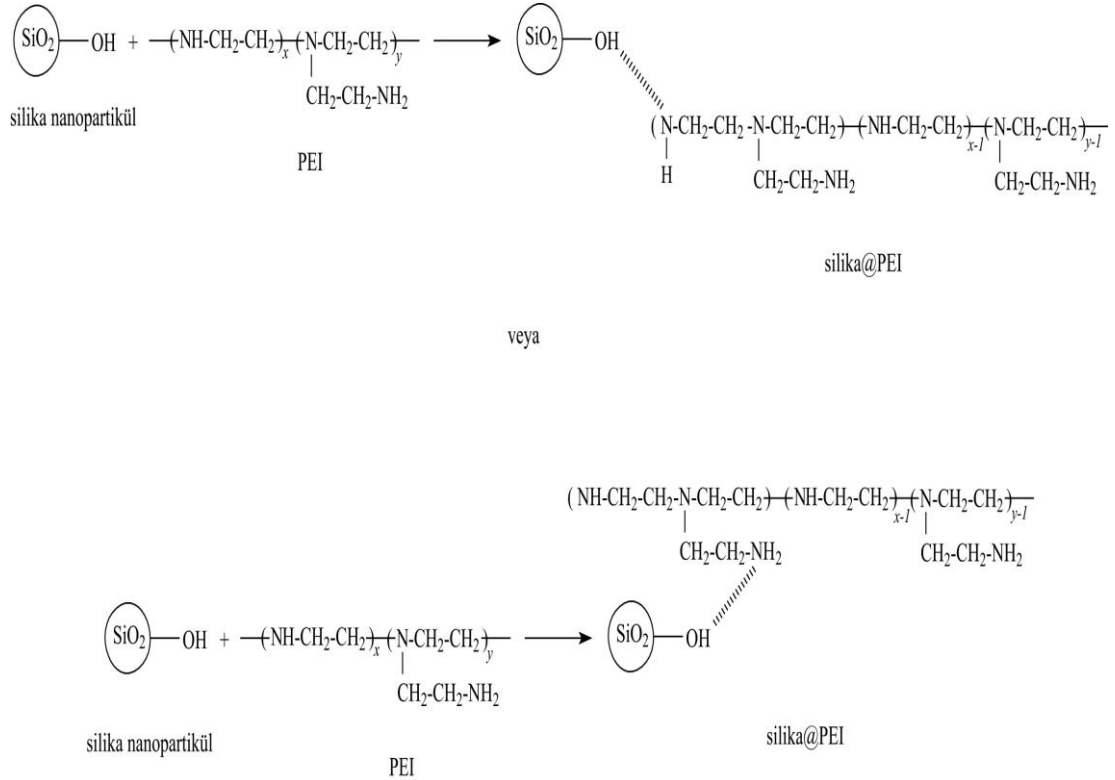 SiO₂—OH + —(NH-CH₂-CH₂)ₓ(N-CH₂-CH₂)ᵧ— → SiO₂—OH
CH₂-CH₂-NH₂
silika nanopartikül
PEI
(N-CH₂-CH₂-N-CH₂-CH₂)—(NH-CH₂-CH₂)x-1(N-CH₂-CH₂)y-1
H CH₂-CH₂-NH₂ CH₂-CH₂-NH₂
silika@PEI
veya
(NH-CH₂-CH₂-N-CH₂-CH₂)—(NH-CH₂-CH₂)x-1(N-CH₂-CH₂)y-1
CH₂-CH₂-NH₂ CH₂-CH₂-NH₂
SiO₂—OH + —(NH-CH₂-CH₂)ₓ(N-CH₂-CH₂)ᵧ— → SiO₂—OH
CH₂-CH₂-NH₂
silika nanopartikül
PEI
silika@PEI